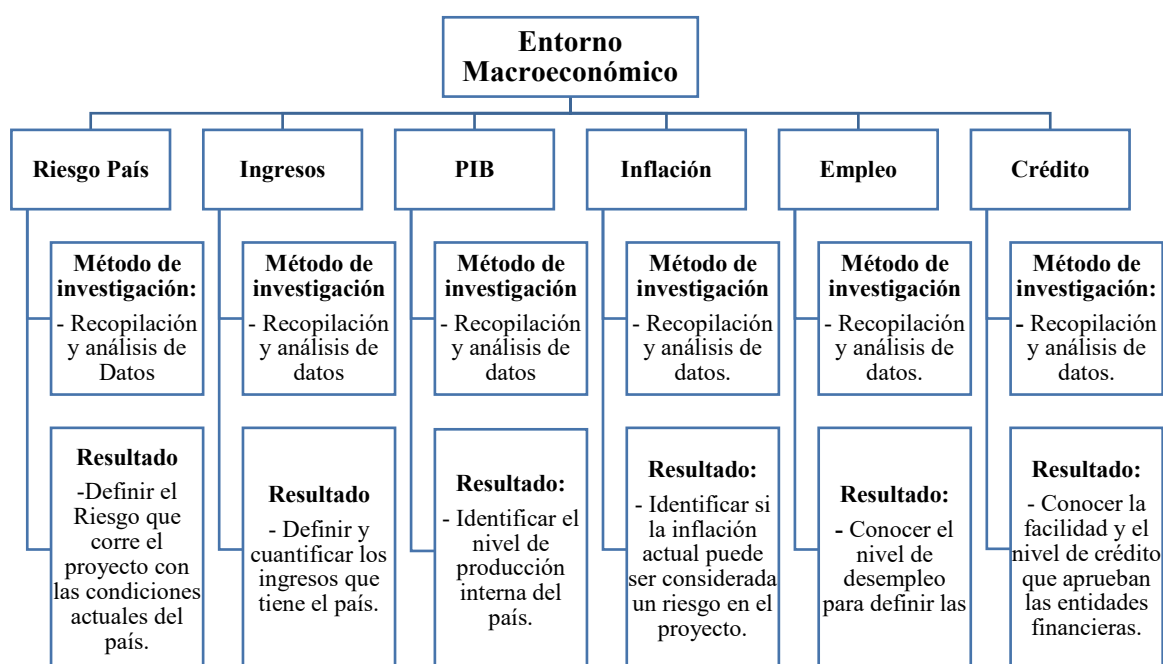 Entorno
Macroeconómico
Riesgo País
Ingresos
PIB
Inflación
Empleo
Crédito
Método de
investigación:
- Recopilación
y análisis de
Datos
Método de
investigación
- Recopilación
y análisis de
datos
Método de
investigación
- Recopilación
y análisis de
datos
Método de
investigación
- Recopilación
y análisis de
datos.
Método de
investigación
- Recopilación
y análisis de
datos.
Método de
investigación:
- Recopilación
y análisis de
datos.
Resultado
-Definir el
Riesgo que
corre el
proyecto con
las condiciones
actuales del
país.
Resultado
- Definir y
cuantificar los
ingresos que
tiene el país.
Resultado:
- Identificar el
nivel de
producción
interna del
país.
Resultado:
- Identificar si
la inflación
actual puede
ser considerada
un riesgo en el
proyecto.
Resultado:
- Conocer el
nivel de
desempleo
para definir las
Resultado:
- Conocer la
facilidad y el
nivel de crédito
que aprueban
las entidades
financieras.